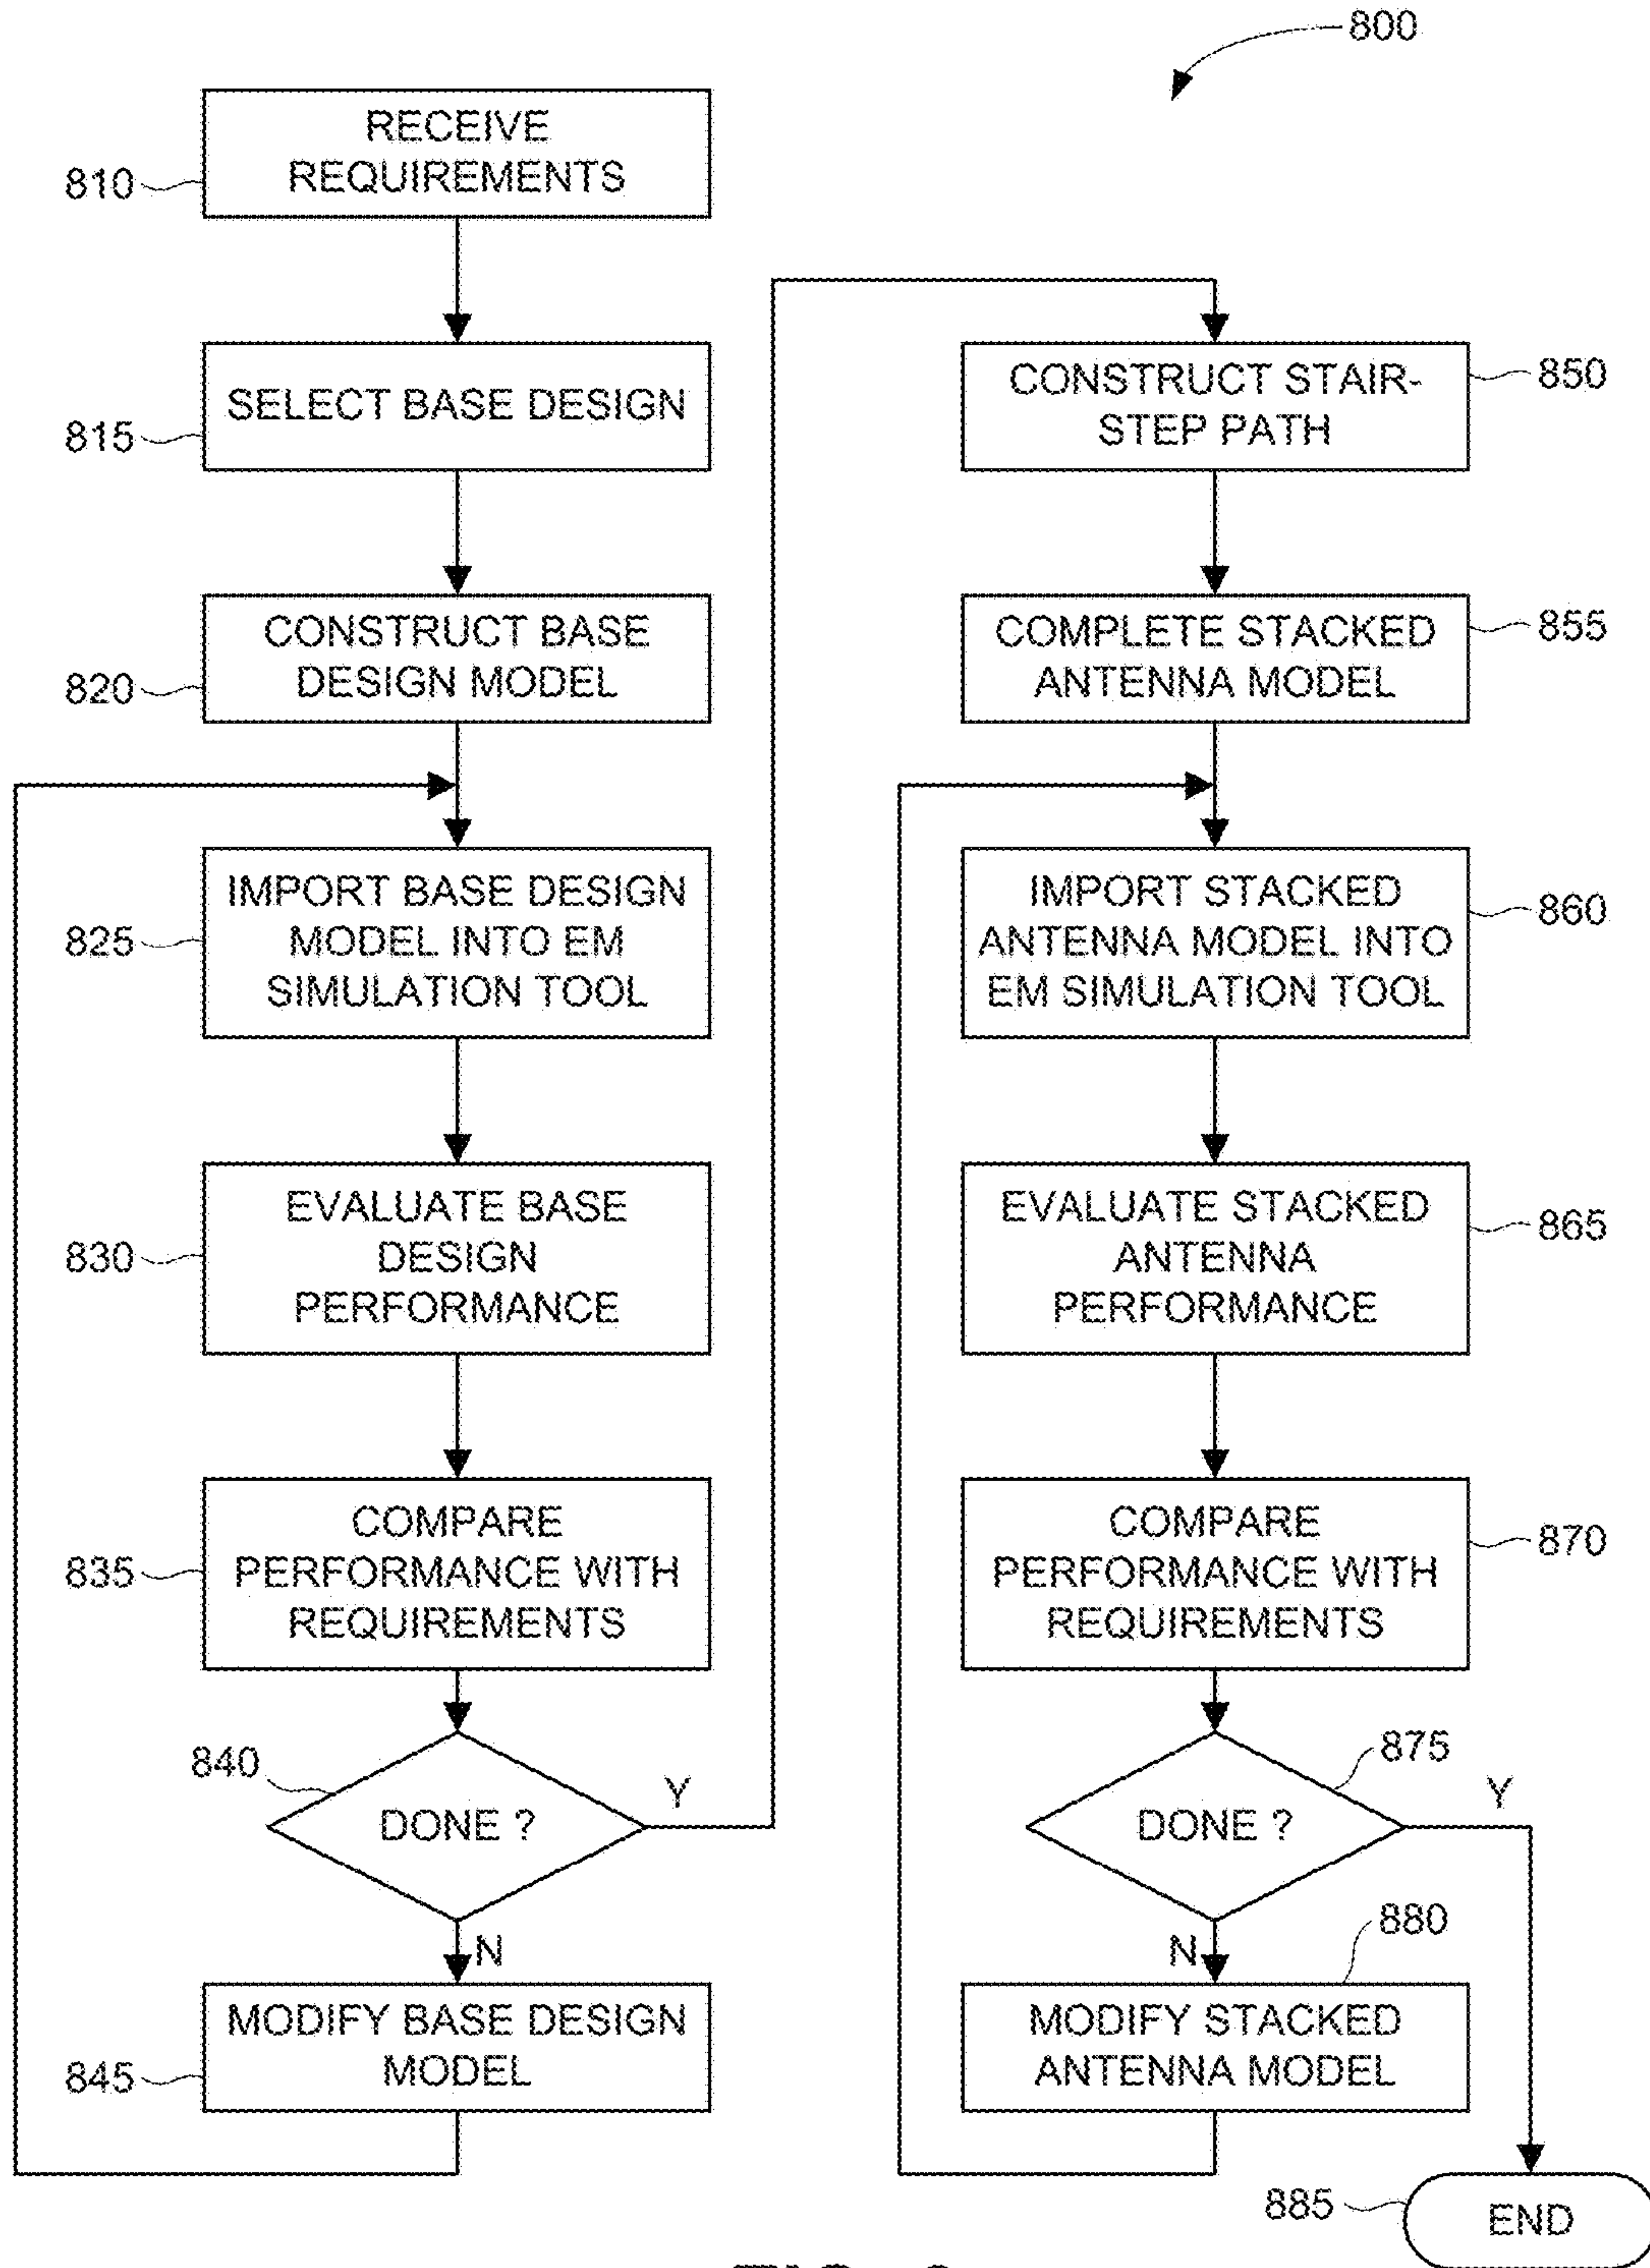 800
RECEIVE
REQUIREMENTS
810
SELECT BASE DESIGN
815
CONSTRUCT BASE
DESIGN MODEL
820
IMPORT BASE DESIGN
MODEL INTO EM
SIMULATION TOOL
825
EVALUATE BASE
DESIGN
PERFORMANCE
830
COMPARE
PERFORMANCE WITH
REQUIREMENTS
835
840
DONE ?
Y
N
MODIFY BASE DESIGN
MODEL
845
CONSTRUCT STAIR-
STEP PATH
850
COMPLETE STACKED
ANTENNA MODEL
855
IMPORT STACKED
ANTENNA MODEL INTO
EM SIMULATION TOOL
860
EVALUATE STACKED
ANTENNA
PERFORMANCE
865
COMPARE
PERFORMANCE WITH
REQUIREMENTS
870
875
DONE ?
Y
N
880
MODIFY STACKED
ANTENNA MODEL
885
END